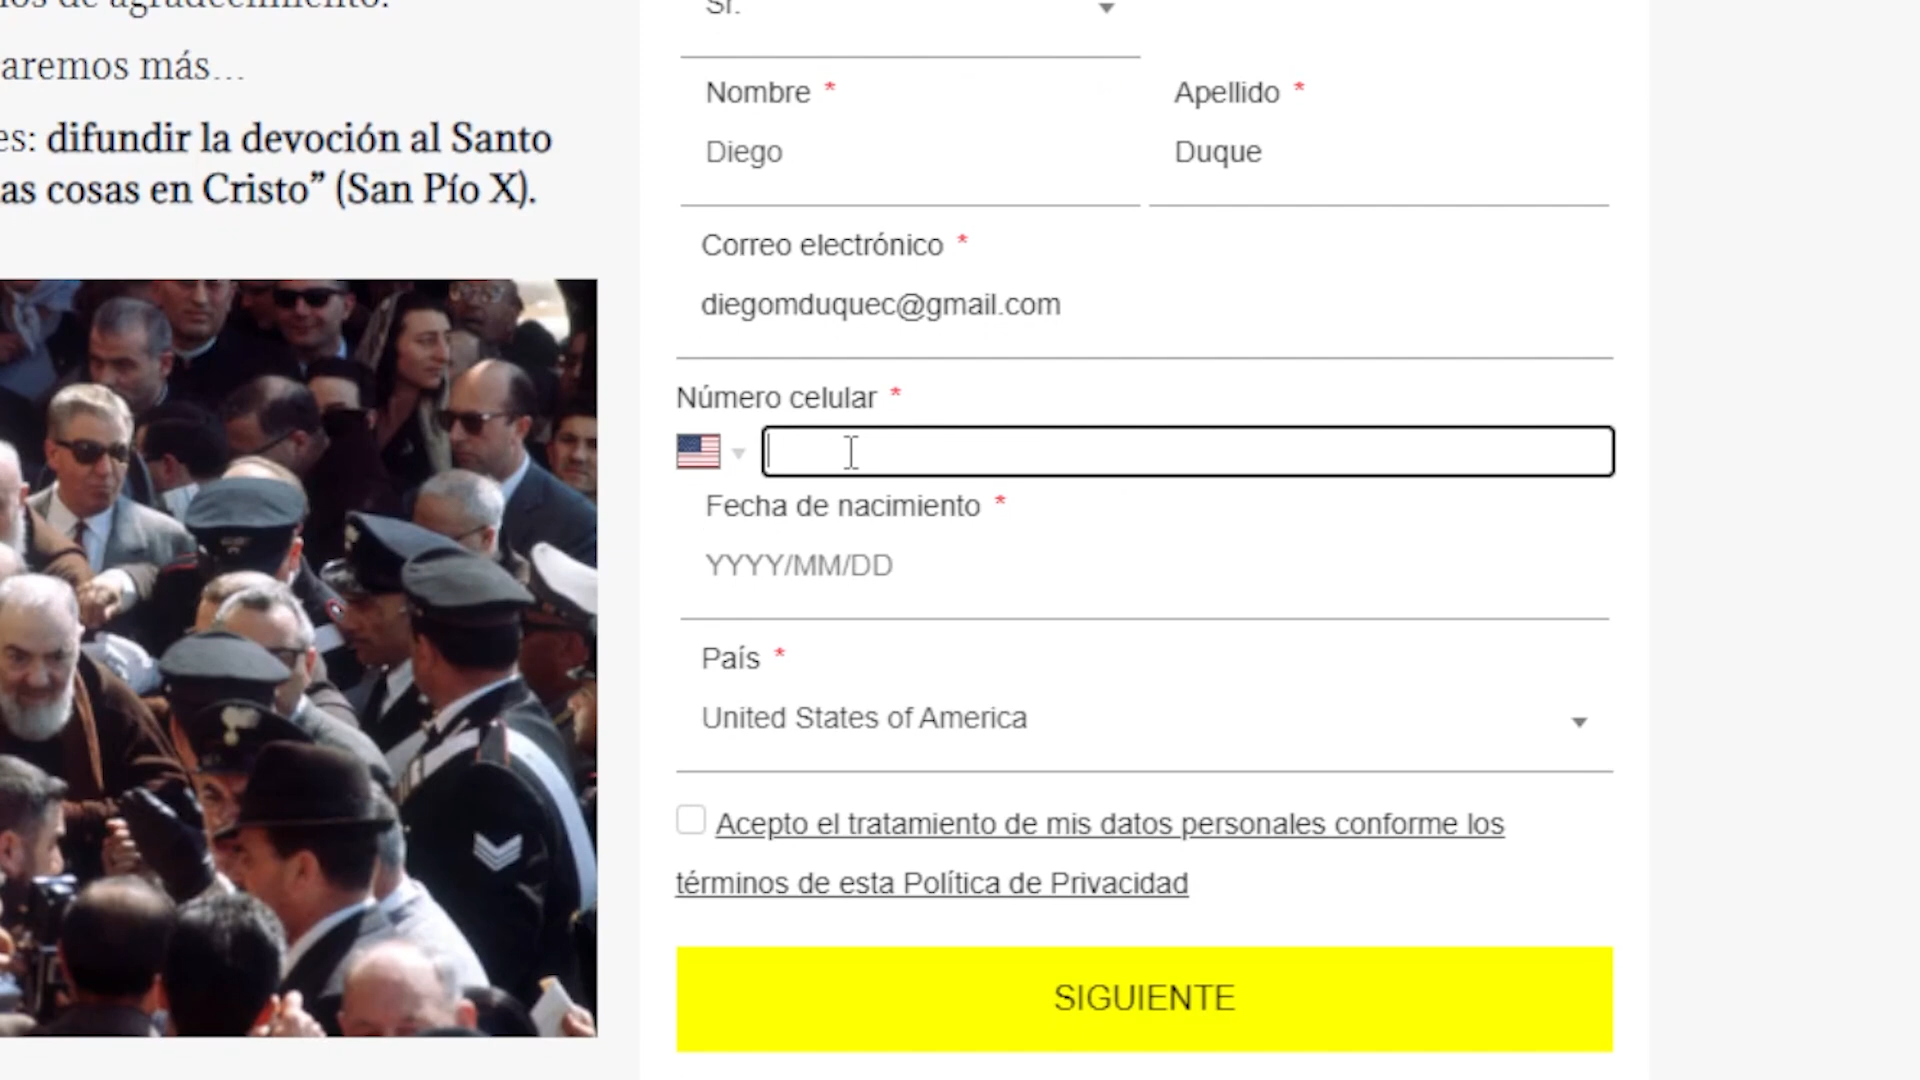 aremos más...
es: difundir la devoción al Santo
as cosas en Cristo” (San Pío X).
Sr.
Nombre *
Apellido *
Diego
Duque
Correo electrónico *
diegomduquec@gmail.com
Número celular *
Fecha de nacimiento *
YYYY/MM/DD
País *
United States of America
Acepto el tratamiento de mis datos personales conforme los
términos de esta Política de Privacidad
SIGUIENTE